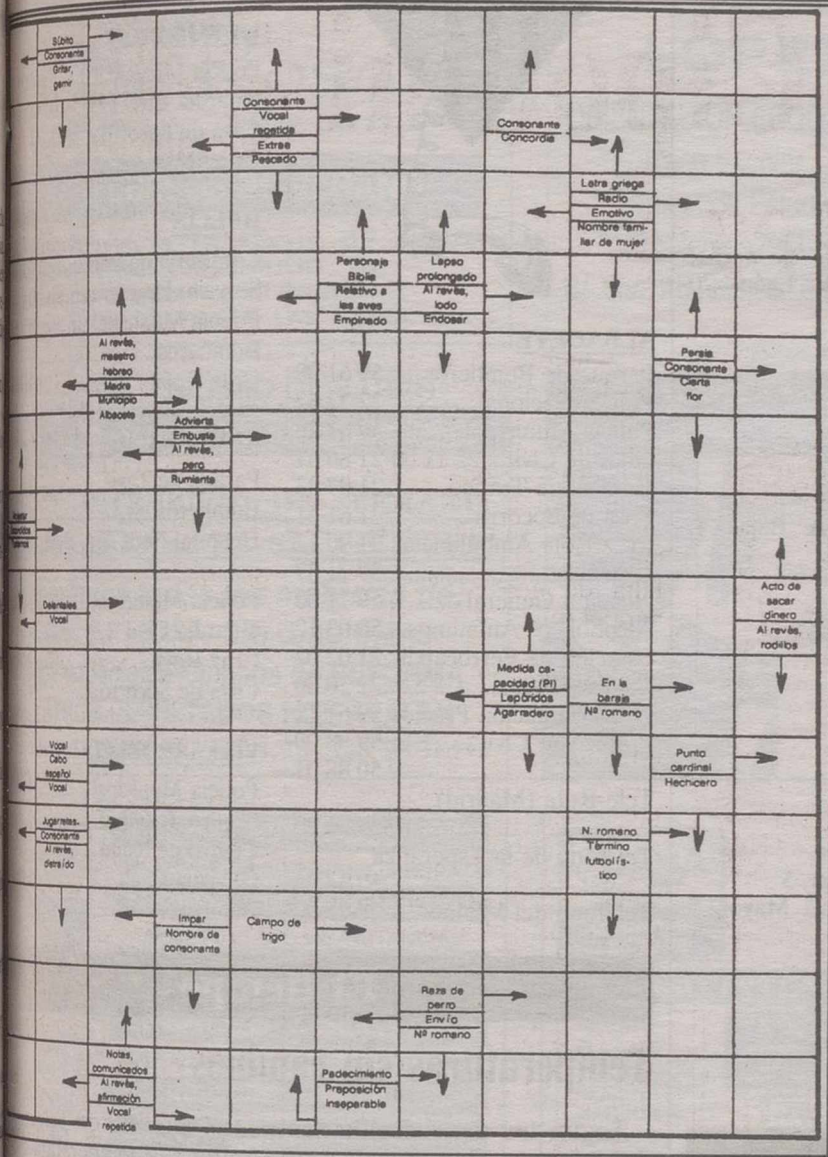 Súbito
Consonante
Gritar,
gemir
Consonante
Vocal
repetida
Extrae
Pescado
Consonante
Concordia
Letra griega
Radio
Emotivo
Nombre fami-
liar de mujer
Personaje
Biblia
Relativo a
las aves
Empinado
Lapso
prolongado
Al revés,
lodo
Endosar
Al revés,
maestro
hebreo
Madre
Municipio
Albacete
Persia
Consonante
Cierta
flor
Advierta
Embuste
Al revés,
pero
Rumiante
Acto de
sacar
dinero
Al revés,
rodillos
Vocal
Medida ca-
pacidad (Pl)
Lepóridos
Agarradero
En la
baraja
Nº romano
Vocal
Cabo
español
Vocal
Punto
cardinal
Hechicero
Jugarretas-
Consonante
Al revés,
distraído
N. romano
Término
futbolís-
tico
Impar
Nombre de
consonante
Campo de
trigo
Raza de
perro
Envío
Nº romano
Notas,
comunicados
Al revés,
afirmación
Vocal
repetida
Padecimiento
Preposición
inseparable